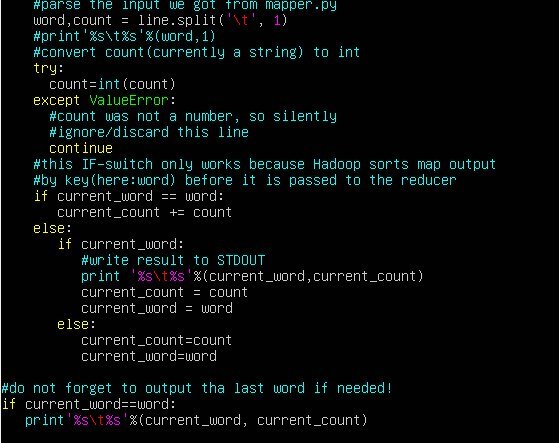 #parse the input we got from mapper.py
    word,count = line.split('\t', 1)
    #print'%s\t%s'%(word,1)
    #convert count(currently a string) to int
    try:
      count=int(count)
    except ValueError:
      #count was not a number, so silently
      #ignore/discard this line
      continue
    #this IF-switch only works because Hadoop sorts map output
    #by key(here:word) before it is passed to the reducer
    if current_word == word:
       current_count += count
    else:
       if current_word:
          #write result to STDOUT
          print '%s\t%s'%(current_word,current_count)
          current_count = count
          current_word = word
       else:
          current_count=count
          current_word=word

#do not forget to output tha last word if needed!
if current_word==word:
   print'%s\t%s'%(current_word, current_count)